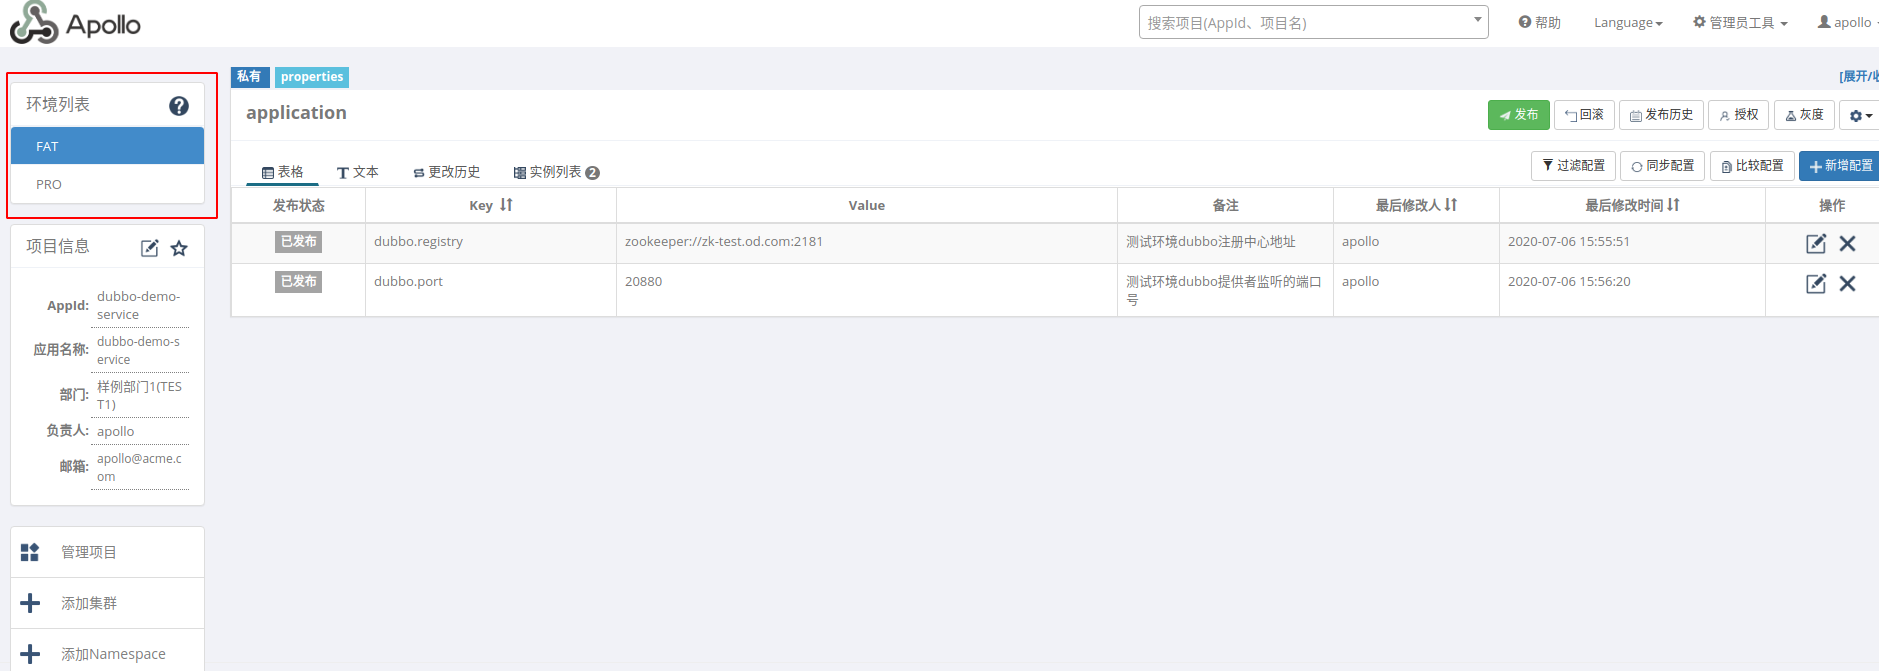 Apollo
搜索项目(AppId、项目名)
帮助
Language
管理员工具
apollo
环境列表
FAT
PRO
项目信息
AppId: dubbo-demo-
service
应用名称: dubbo-demo-s
ervice
部门: 样例部门1(TES
T1)
负责人: apollo
邮箱: apollo@acme.c
om
管理项目
添加集群
添加Namespace
私有 properties
[展开/收
application
发布 回滚 发布历史 授权 灰度
表格 文本 更改历史 实例列表 2
过滤配置 同步配置 比较配置 新增配置
发布状态 Key Value 备注 最后修改人 最后修改时间 操作
已发布 dubbo.registry zookeeper://zk-test.od.com:2181 测试环境dubbo注册中心地址 apollo 2020-07-06 15:55:51
已发布 dubbo.port 20880 测试环境dubbo提供者监听的端口 apollo 2020-07-06 15:56:20
号